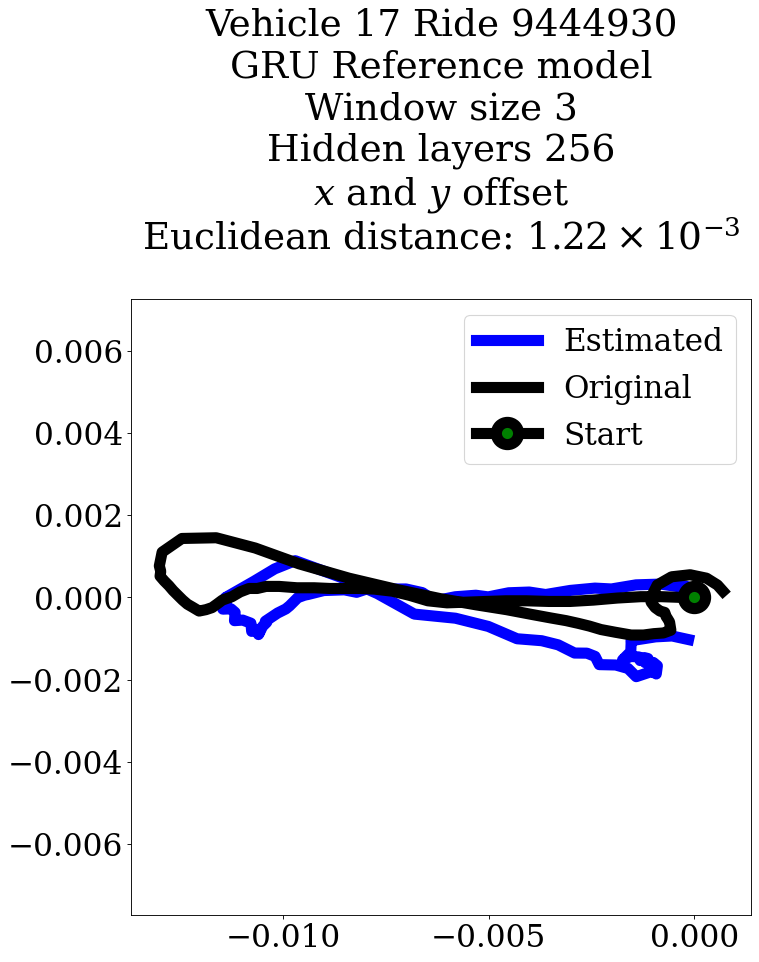 Vehicle 17 Ride 9444930
GRU Reference model
Window size 3
Hidden layers 256
x and y offset
Euclidean distance: 1.22 × 10⁻³
Estimated
Original
Start
0.006
0.004
0.002
0.000
−0.002
−0.004
−0.006
−0.010
−0.005
0.000